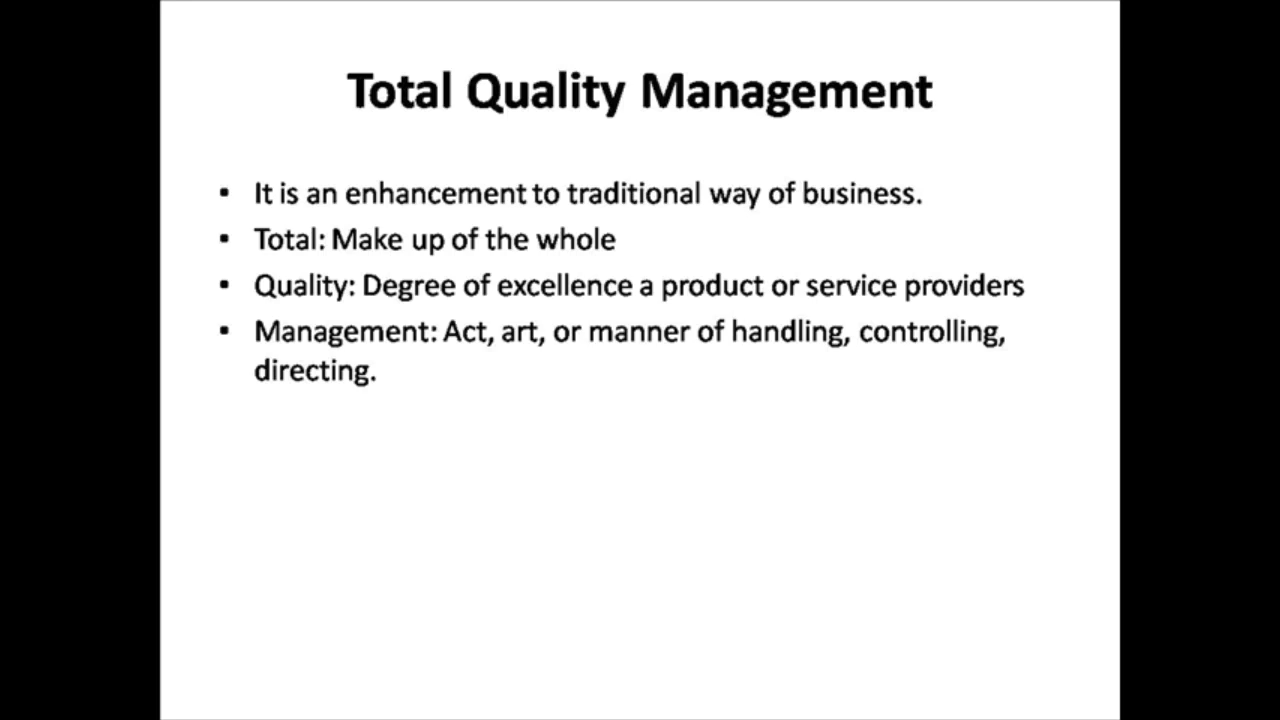 Total Quality Management
▪ It is an enhancement to traditional way of business.
▪ Total: Make up of the whole
▪ Quality: Degree of excellence a product or service providers
▪ Management: Act, art, or manner of handling, controlling,
directing.